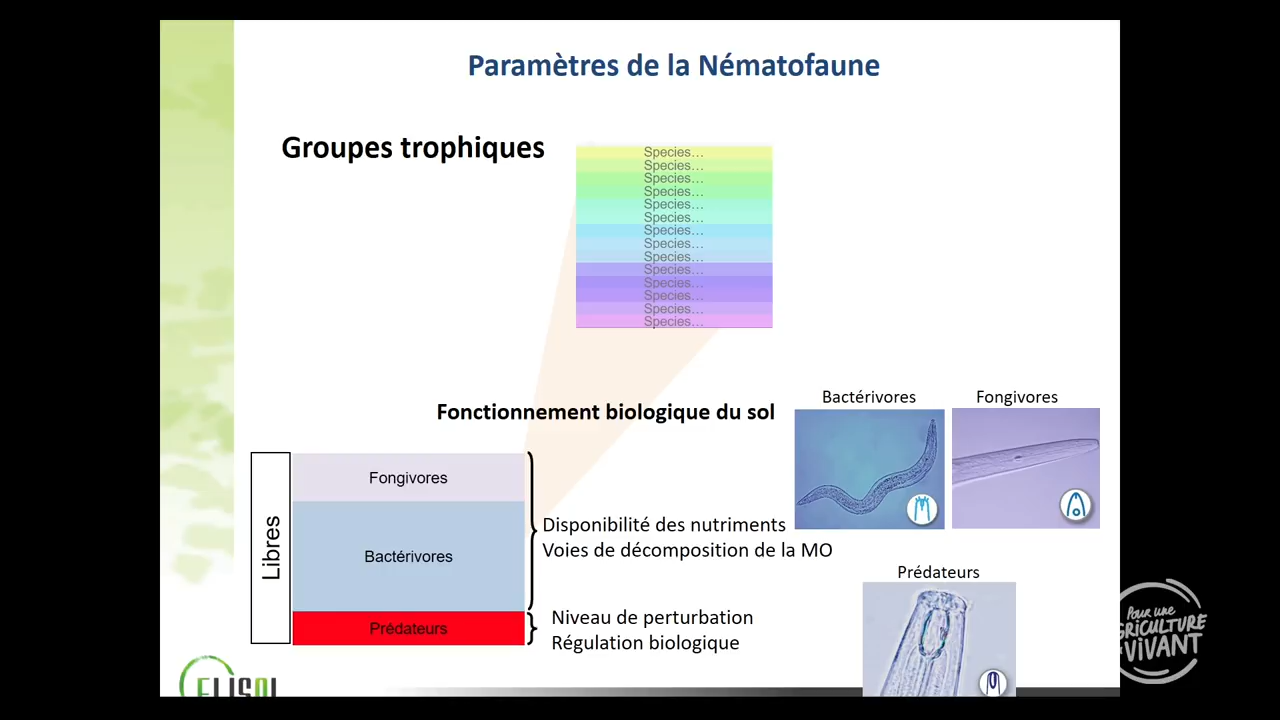 Paramètres de la Nématofaune
Groupes trophiques
Species...
Species...
Species...
Species...
Species...
Species...
Species...
Species...
Species...
Species...
Species...
Species...
Species...
Species...
Fonctionnement biologique du sol
Bactérivores
Fongivores
Libres
Fongivores
Bactérivores
Prédateurs
Disponibilité des nutriments
Voies de décomposition de la MO
Niveau de perturbation
Régulation biologique
Prédateurs
ELISOL
Pour une
AGRICULTURE
VIVANT